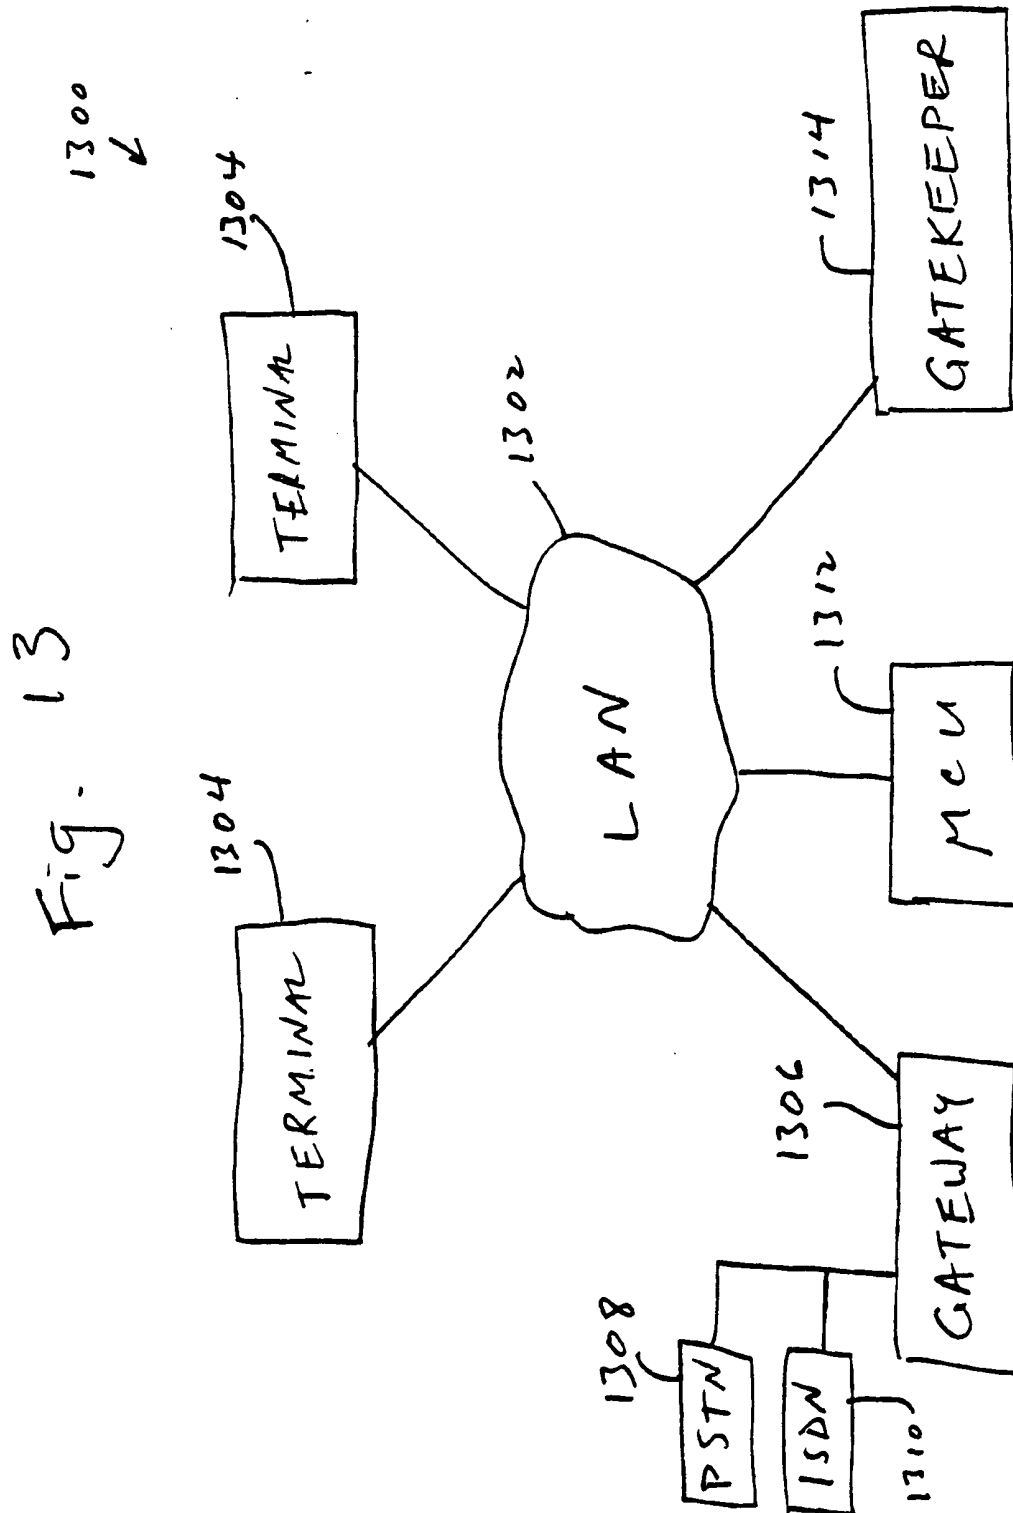 Fig. 13
1300
1304
TERMINAL
1304
TERMINAL
1302
LAN
1308
PSTN
ISDN
1310
1306
GATEWAY
1312
MCU
1314
GATEKEEPER